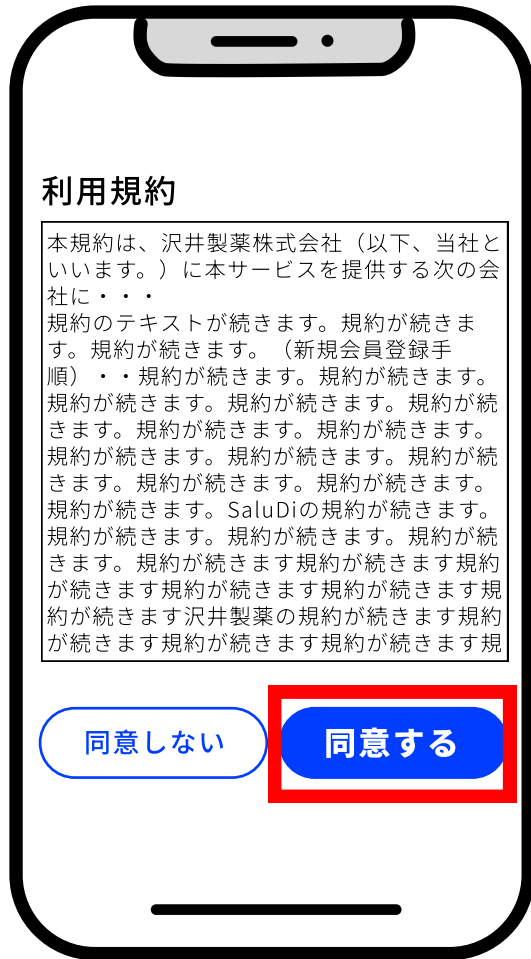 利用規約
本規約は、沢井製薬株式会社（以下、当社と
いいます。）に本サービスを提供する次の会
社に・・・
規約のテキストが続きます。規約が続きま
す。規約が続きます。（新規会員登録手
順）・・規約が続きます。規約が続きます。
規約が続きます。規約が続きます。規約が続
きます。規約が続きます。規約が続きます。
規約が続きます。規約が続きます。規約が続
きます。規約が続きます。規約が続きます。
規約が続きます。SaluDiの規約が続きます。
規約が続きます。規約が続きます。規約が続
きます。規約が続きます規約が続きます規約
が続きます規約が続きます規約が続きます規
約が続きます沢井製薬の規約が続きます規約
が続きます規約が続きます規約が続きます規
同意しない
同意する